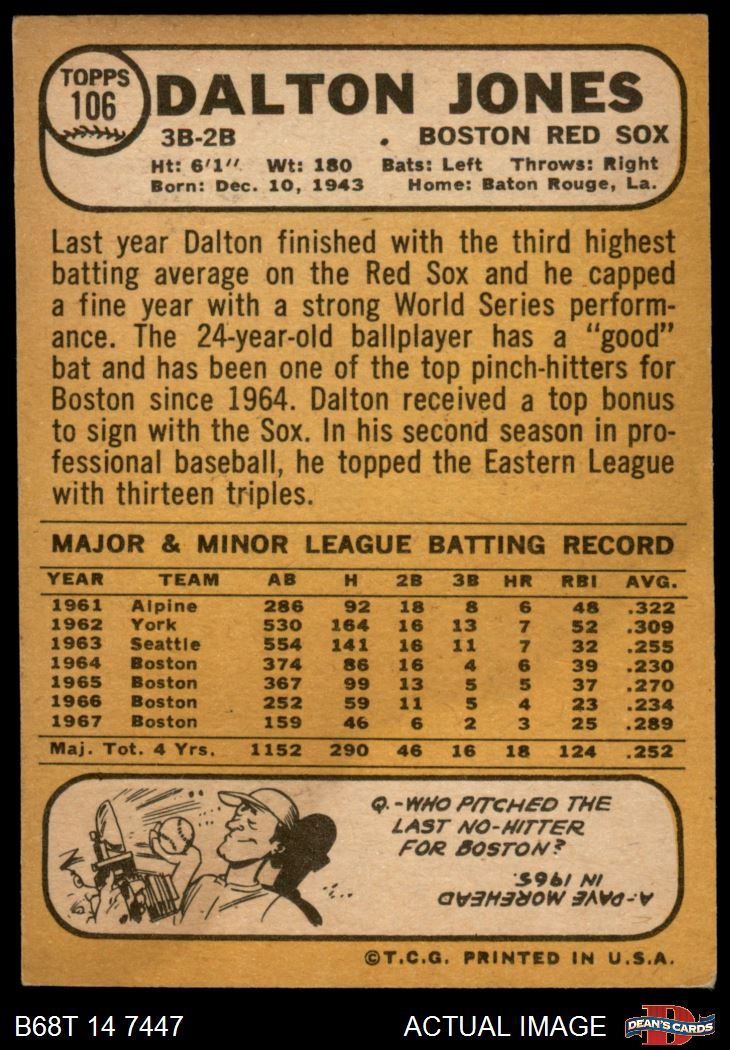 TOPPS
106
DALTON JONES
3B-2B . BOSTON RED SOX
Ht: 6'1" Wt: 180 Bats: Left Throws: Right
Born: Dec. 10, 1943 Home: Baton Rouge, La.
Last year Dalton finished with the third highest
batting average on the Red Sox and he capped
a fine year with a strong World Series perform-
ance. The 24-year-old ballplayer has a “good”
bat and has been one of the top pinch-hitters for
Boston since 1964. Dalton received a top bonus
to sign with the Sox. In his second season in pro-
fessional baseball, he topped the Eastern League
with thirteen triples.
MAJOR & MINOR LEAGUE BATTING RECORD
YEAR TEAM AB H 2B 3B HR RBI AVG.
1961 Alpine 286 92 18 8 6 48 .322
1962 York 530 164 16 13 7 52 .309
1963 Seattle 554 141 16 11 7 32 .255
1964 Boston 374 86 16 4 6 39 .230
1965 Boston 367 99 13 5 5 37 .270
1966 Boston 252 59 11 5 4 23 .234
1967 Boston 159 46 6 2 3 25 .289
Maj. Tot. 4 Yrs. 1152 290 46 16 18 124 .252
Q.-WHO PITCHED THE
LAST NO-HITTER
FOR BOSTON?
A-DAVE MOREHEAD
IN 1965.
©T.C.G. PRINTED IN U.S.A.
B68T 14 7447 ACTUAL IMAGE
D
DEAN'S CARDS